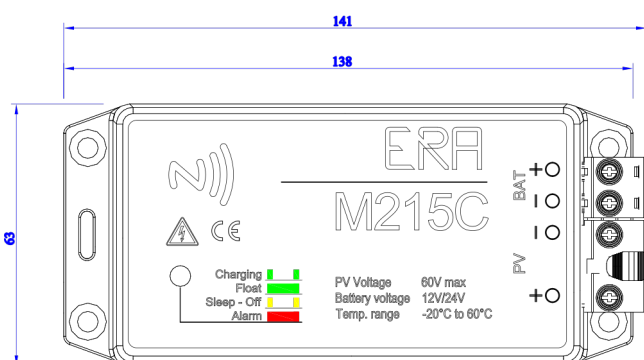 141
138
63
ERA
M215C
BAT
PV
+
-
-
+
CE
Charging
Float
Sleep - Off
Alarm
PV Voltage 60V max
Battery voltage 12V/24V
Temp. range -20°C to 60°C